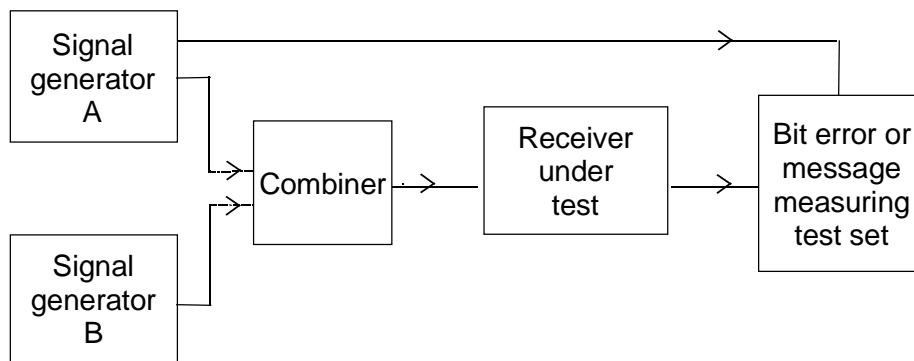 Signal
generator
A
Signal
generator
B
Combiner
Receiver
under
test
Bit error or
message
measuring
test set